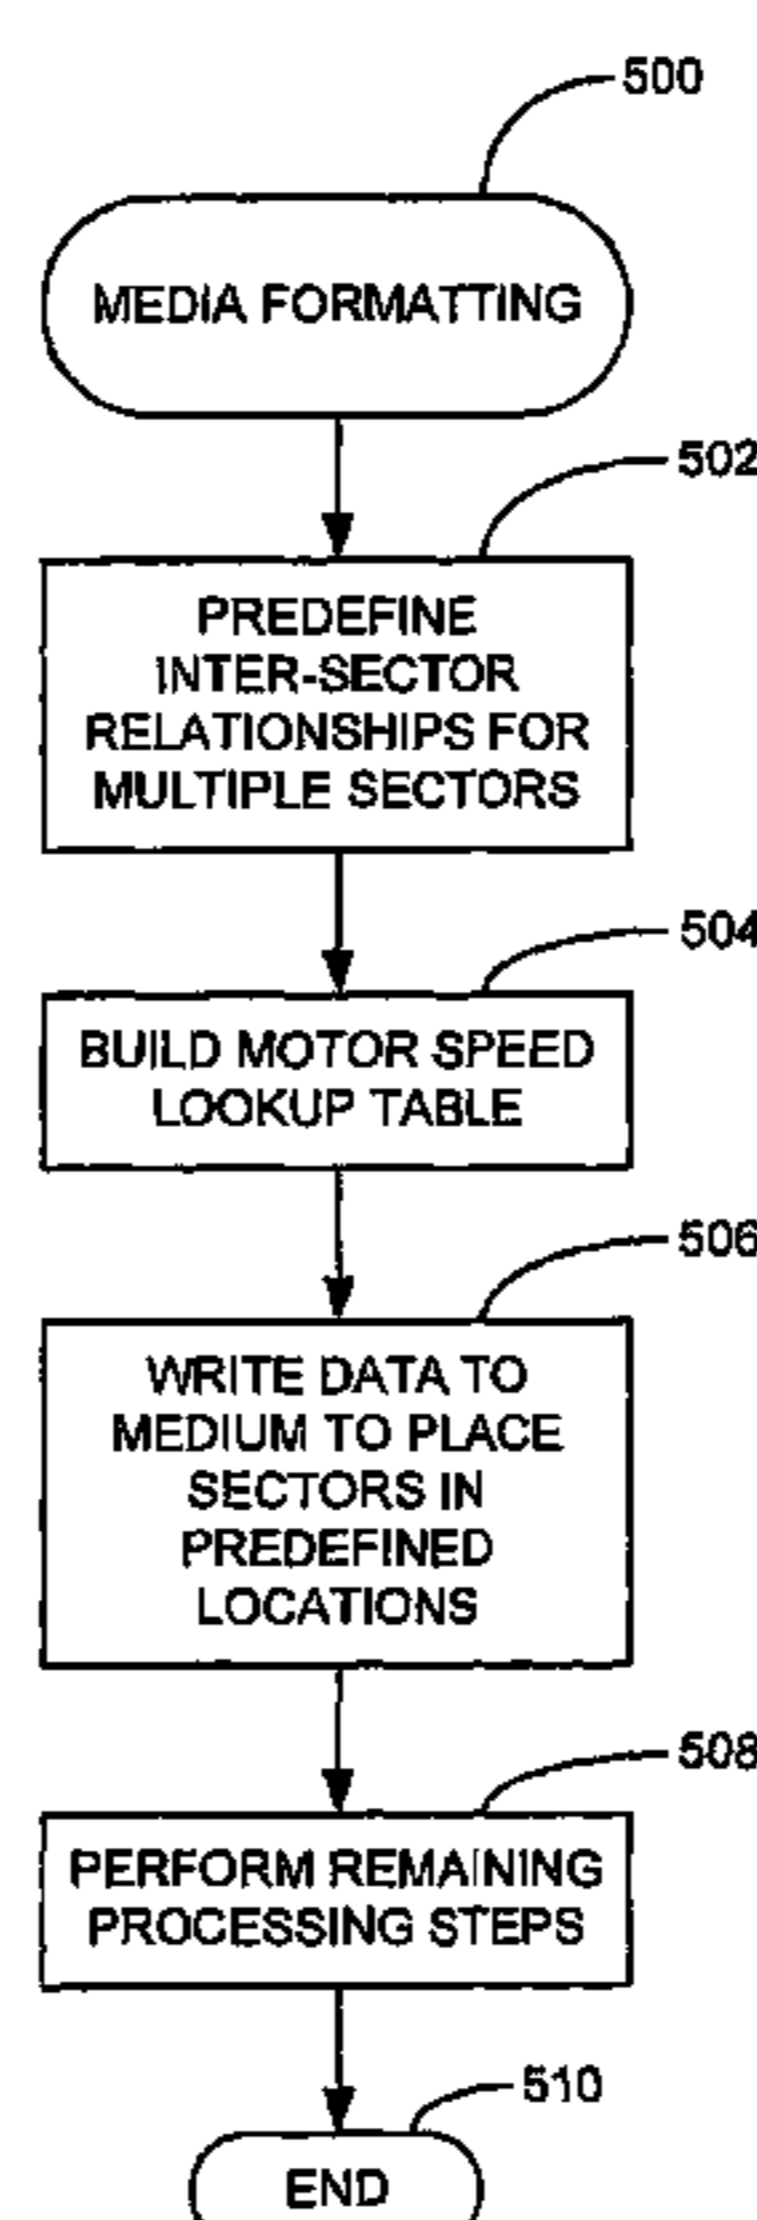 500
MEDIA FORMATTING
502
PREDEFINE
INTER-SECTOR
RELATIONSHIPS FOR
MULTIPLE SECTORS
504
BUILD MOTOR SPEED
LOOKUP TABLE
506
WRITE DATA TO
MEDIUM TO PLACE
SECTORS IN
PREDEFINED
LOCATIONS
508
PERFORM REMAINING
PROCESSING STEPS
510
END